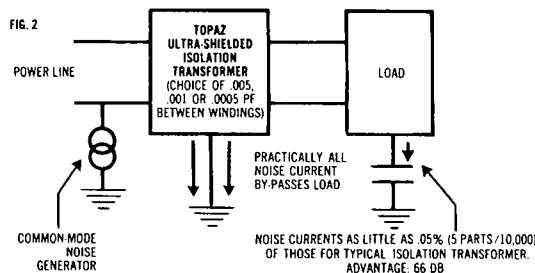 FIG. 2
TOPAZ
ULTRA-SHIELDED
ISOLATION
TRANSFORMER
(CHOICE OF .005,
.001 OR .0005 PF
BETWEEN WINDINGS)
POWER LINE
LOAD
PRACTICALLY ALL
NOISE CURRENT
BY-PASSES LOAD
COMMON-MODE
NOISE
GENERATOR
NOISE CURRENTS AS LITTLE AS .05% (5 PARTS/10,000)
OF THOSE FOR TYPICAL ISOLATION TRANSFORMER.
ADVANTAGE: 66 DB